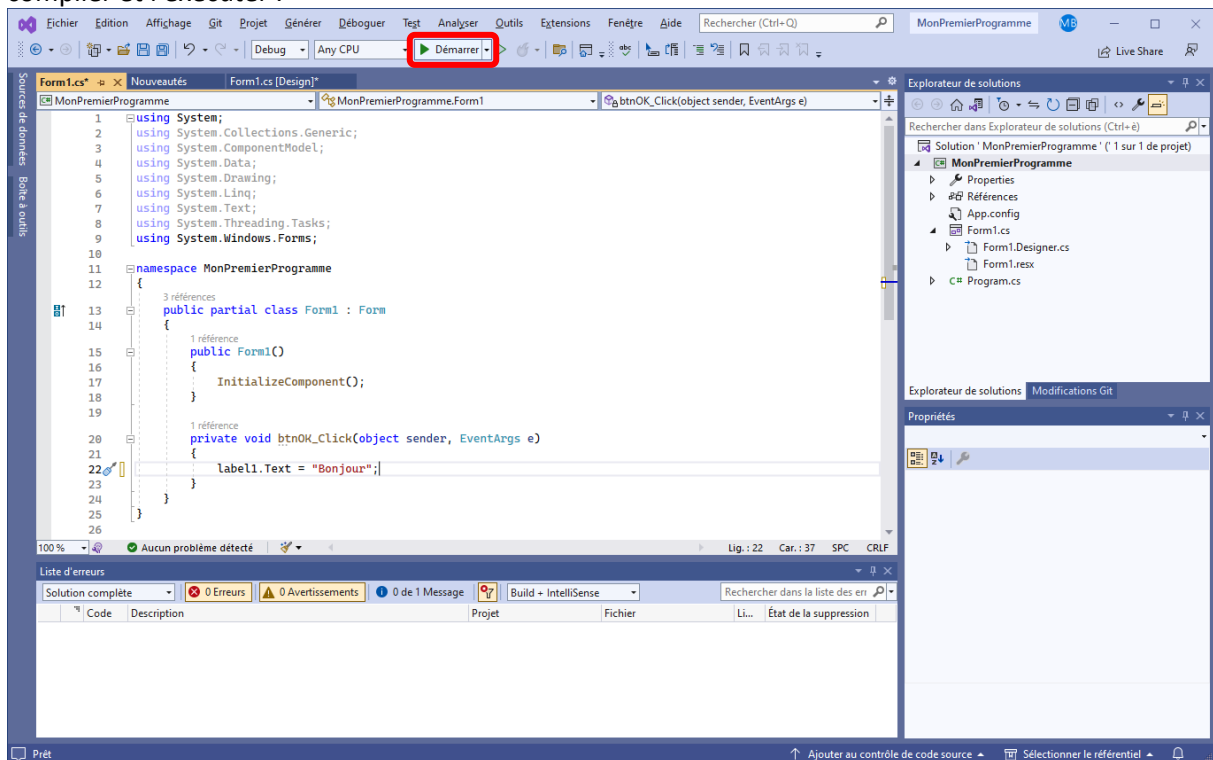 compiler et l'exécuter :
Fichier Edition Affichage Git Projet Générer Déboguer Test Analyser Outils Extensions Fenêtre Aide Rechercher (Ctrl+Q) MonPremierProgramme MB
Debug Any CPU Démarrer Live Share
Sources de données
Boîte à outils
Form1.cs* Nouveautés Form1.cs [Design]*
MonPremierProgramme MonPremierProgramme.Form1 btnOK_Click(object sender, EventArgs e)
1 using System;
2 using System.Collections.Generic;
3 using System.ComponentModel;
4 using System.Data;
5 using System.Drawing;
6 using System.Linq;
7 using System.Text;
8 using System.Threading.Tasks;
9 using System.Windows.Forms;
10
11 namespace MonPremierProgramme
12 {
3 références
13 public partial class Form1 : Form
14 {
1 référence
15 public Form1()
16 {
17 InitializeComponent();
18 }
19
1 référence
20 private void btnOK_Click(object sender, EventArgs e)
21 {
22 label1.Text = "Bonjour";
23 }
24 }
25 }
26
100 % Aucun problème détecté Lig. : 22 Car. : 37 SPC CRLF
Liste d'erreurs
Solution complète 0 Erreurs 0 Avertissements 0 de 1 Message Build + IntelliSense Rechercher dans la liste des err
Code Description Projet Fichier Li... État de la suppression
Explorateur de solutions
Rechercher dans Explorateur de solutions (Ctrl+è)
Solution ' MonPremierProgramme ' (' 1 sur 1 de projet)
C# MonPremierProgramme
Properties
Références
App.config
Form1.cs
Form1.Designer.cs
Form1.resx
C# Program.cs
Explorateur de solutions Modifications Git
Propriétés
Prêt Ajouter au contrôle de code source Sélectionner le référentiel